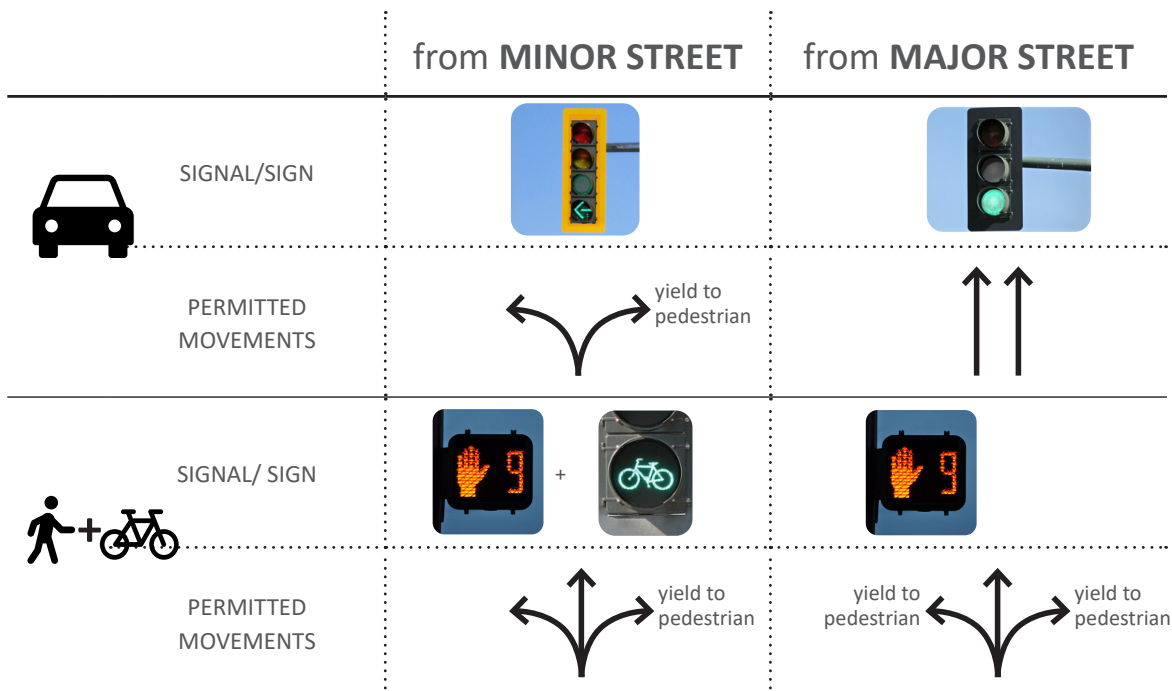 from MINOR STREET
from MAJOR STREET
SIGNAL/SIGN
PERMITTED
MOVEMENTS
yield to
pedestrian
SIGNAL/ SIGN
9
+
9
+
PERMITTED
MOVEMENTS
yield to
pedestrian
yield to
pedestrian
yield to
pedestrian